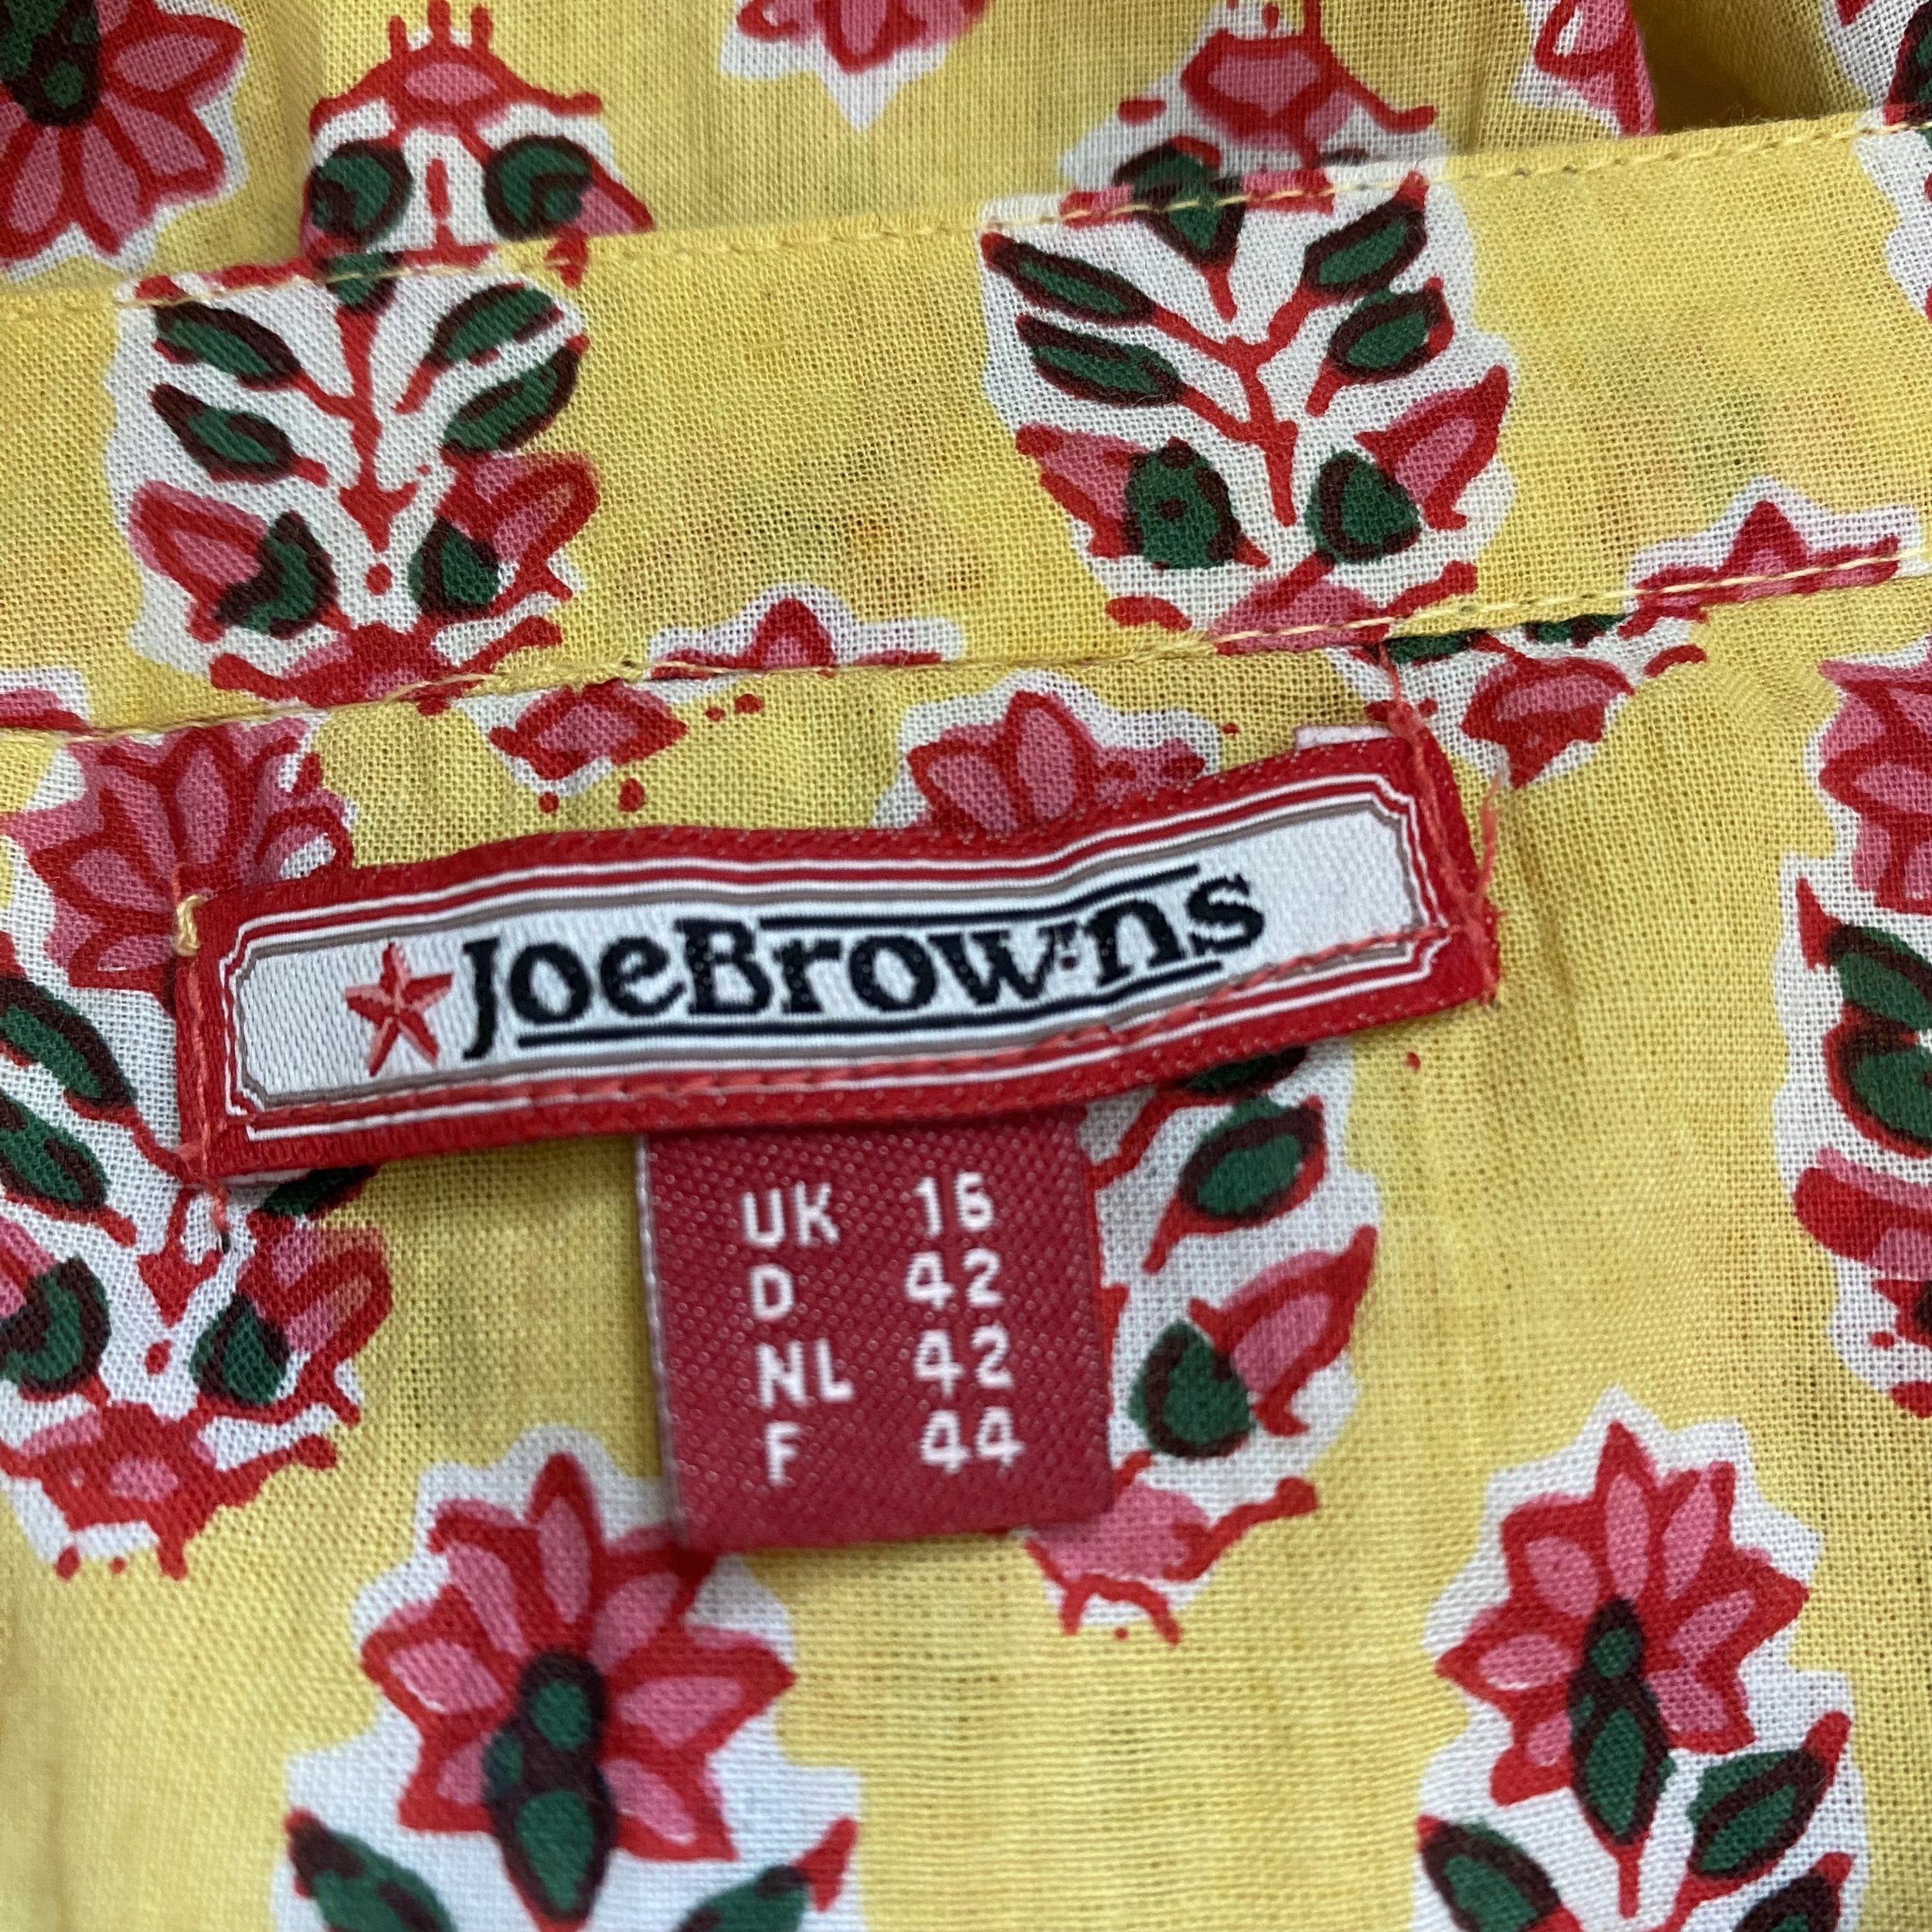 JoeBrowns
UK 16
D 42
NL 42
F 44